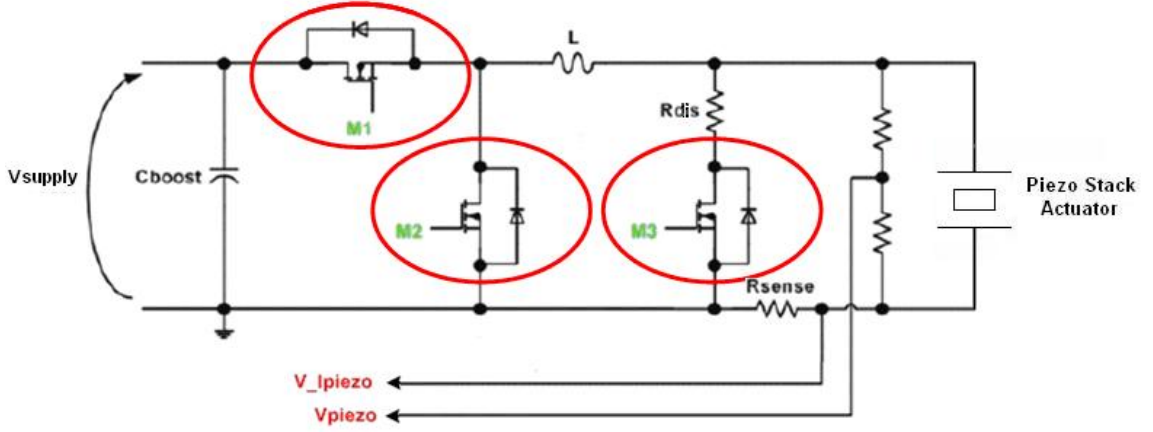 L
Rdis
M1
Vsupply
Cboost
Piezo Stack
Actuator
M2
M3
Rsense
V_Ipiezo
Vpiezo